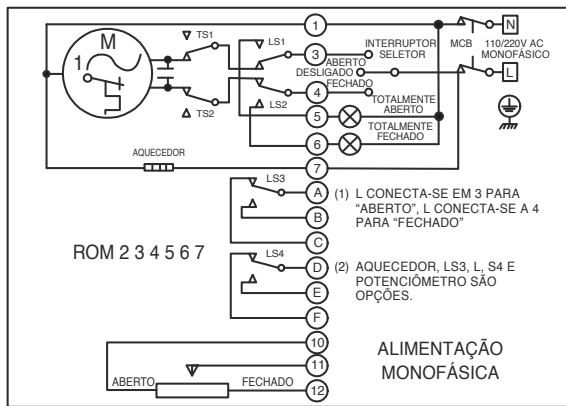 M
1
TS1
TS2
LS1
LS2
1
3
4
5
6
7
INTERRUPTOR
SELETOR
ABERTO
DESLIGADO
FECHADO
TOTALMENTE
ABERTO
TOTALMENTE
FECHADO
MCB
110/220V AC
MONOFÁSICO
N
L
AQUECEDOR
LS3
A
B
C
(1) L CONECTA-SE EM 3 PARA
“ABERTO”, L CONECTA-SE A 4
PARA “FECHADO”
ROM 2 3 4 5 6 7
LS4
D
E
F
(2) AQUECEDOR, LS3, L, S4 E
POTENCIÔMETRO SÃO
OPÇÕES.
10
11
12
ABERTO
FECHADO
ALIMENTAÇÃO
MONOFÁSICA